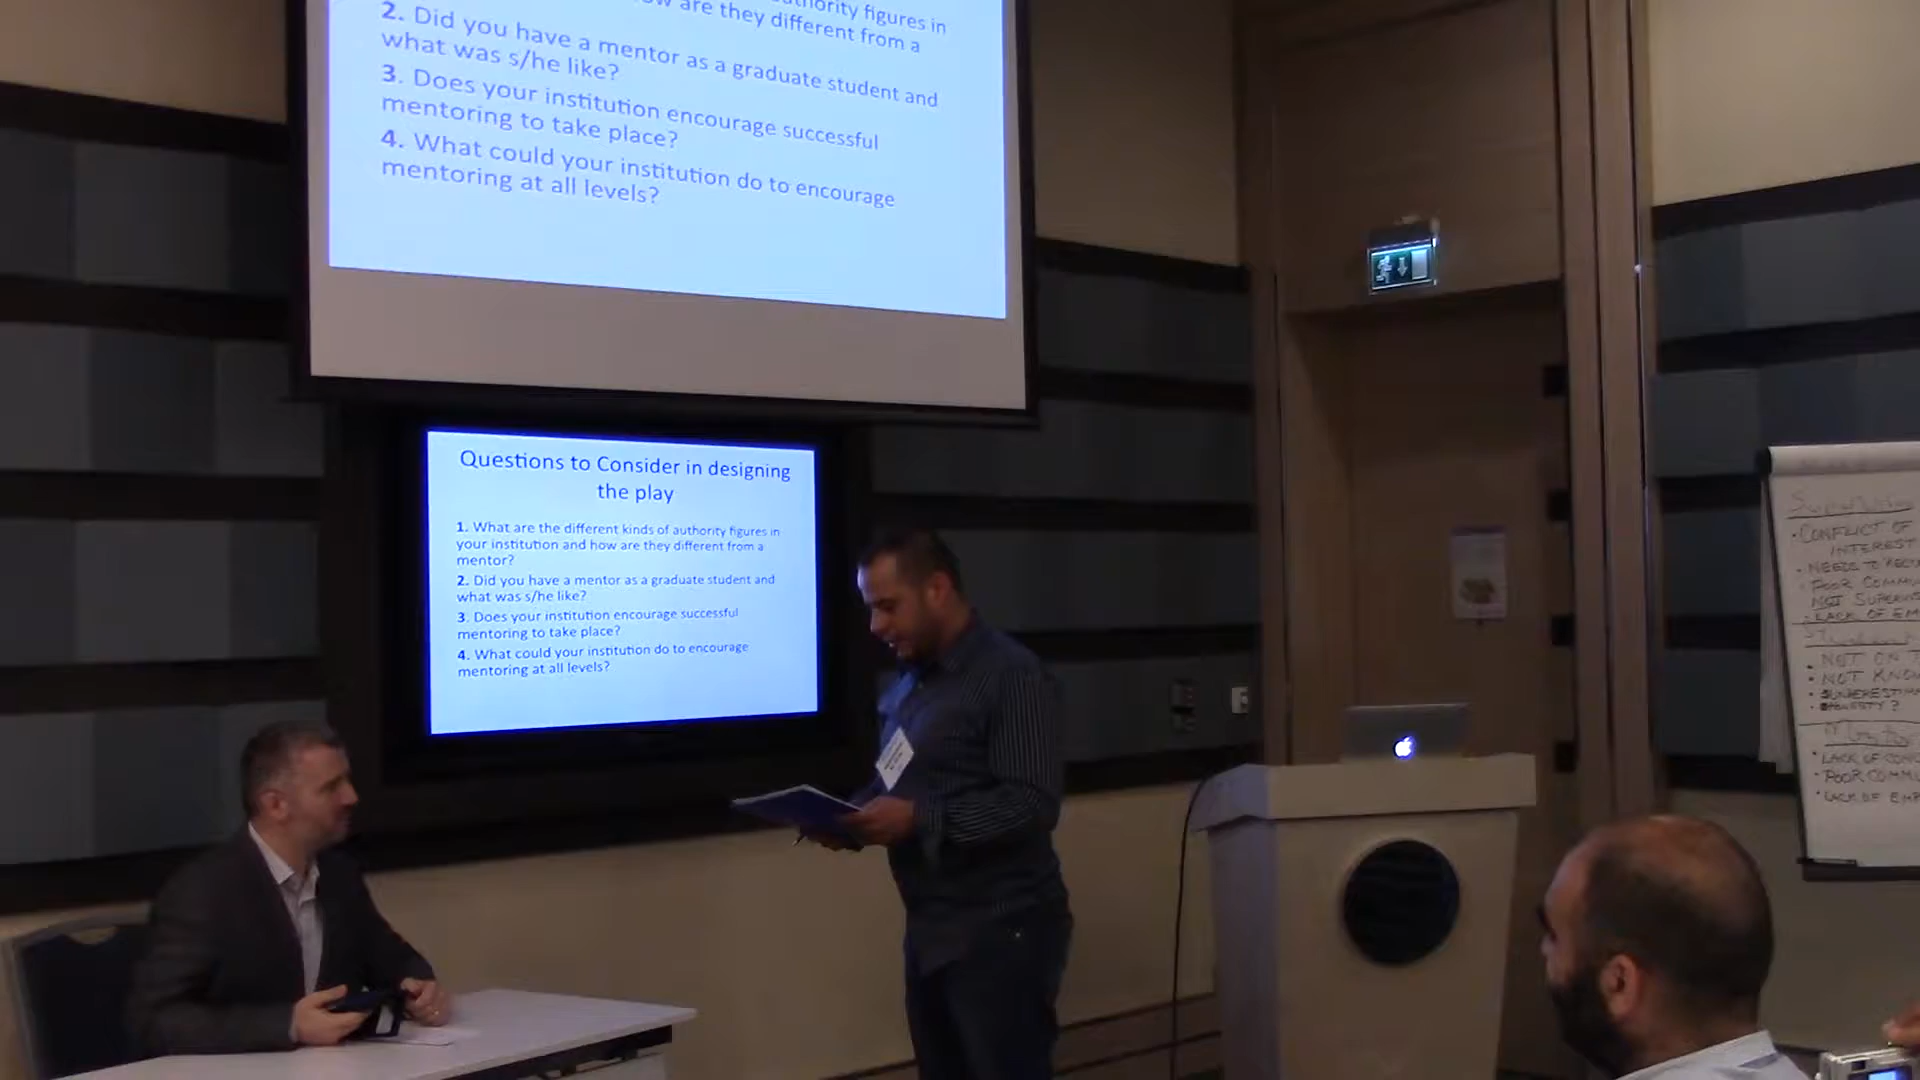 authority figures in
are they different from a
2. Did you have a mentor as a graduate student and
what was s/he like?
3. Does your institution encourage successful
mentoring to take place?
4. What could your institution do to encourage
mentoring at all levels?
Questions to Consider in designing
the play
1. What are the different kinds of authority figures in
your institution and how are they different from a
mentor?
2. Did you have a mentor as a graduate student and
what was s/he like?
3. Does your institution encourage successful
mentoring to take place?
4. What could your institution do to encourage
mentoring at all levels?
• CONFLICT OF
INTEREST
• NEEDS TO
• POOR
NOT
• LACK OF
NOT ON
• NOT
?
• LACK OF
• POOR
• LACK OF